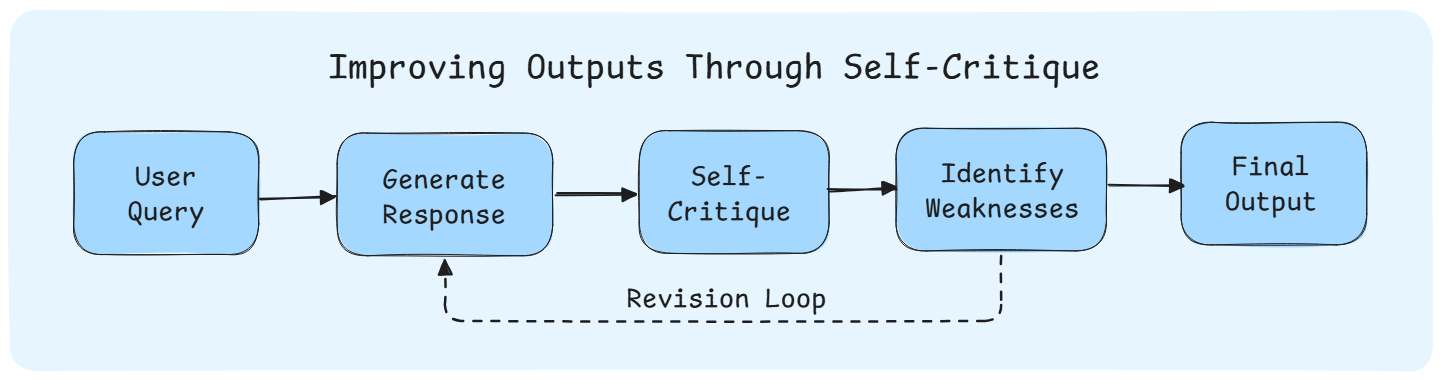 Improving Outputs Through Self-Critique
User
Query
Generate
Response
Self-
Critique
Identify
Weaknesses
Final
Output
Revision Loop